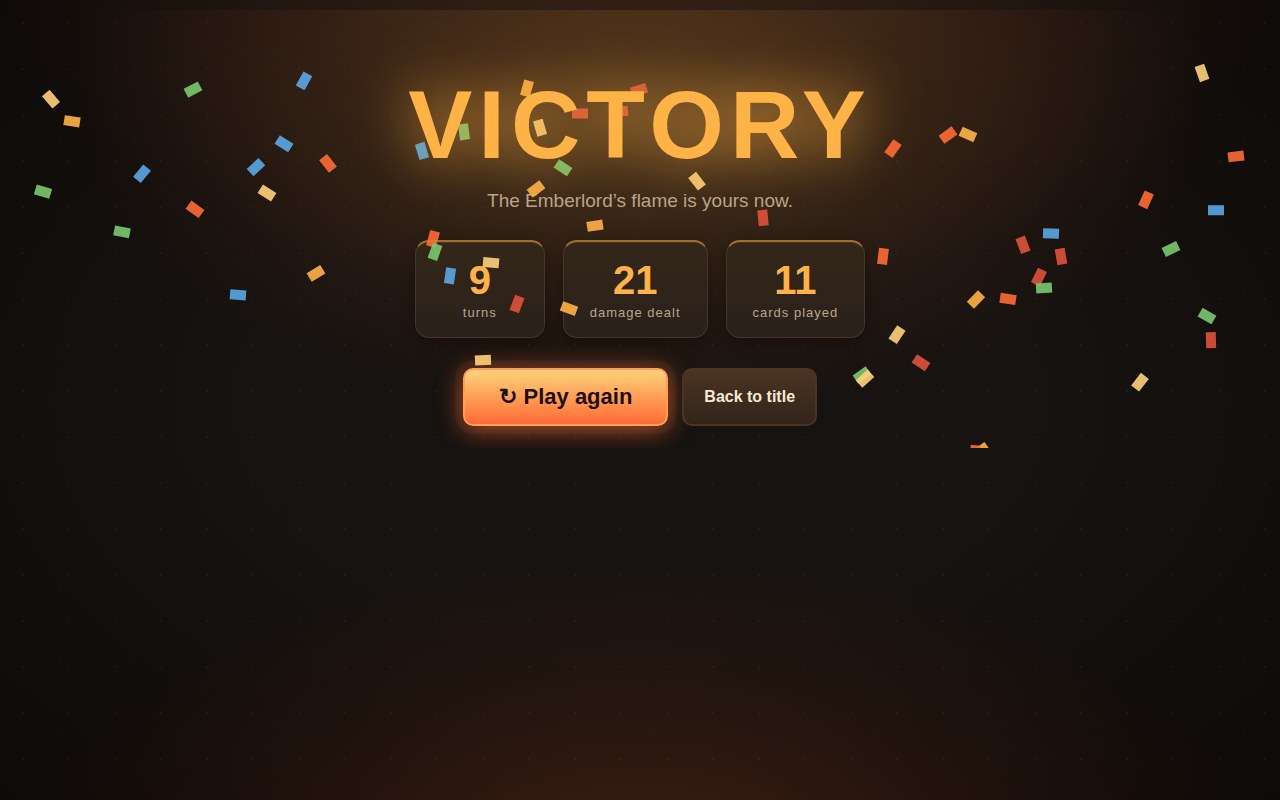 VICTORY
The Emberlord's flame is yours now.
9
turns
21
damage dealt
11
cards played
↻ Play again
Back to title